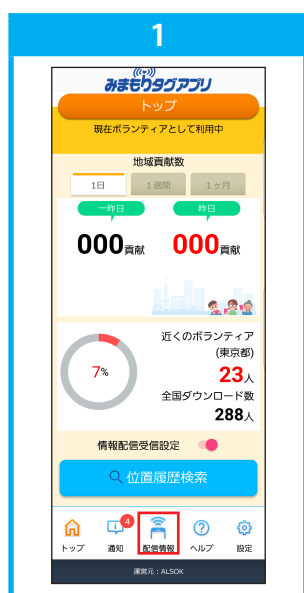 1
みまもりタグアプリ
トップ
現在ボランティアとして利用中
地域貢献数
1日 1週間 1ヶ月
一昨日 昨日
000貢献 000貢献
近くのボランティア
(東京都)
7% 23人
全国ダウンロード数
288人
情報配信受信設定
位置履歴検索
4
トップ 通知 配信情報 ヘルプ 設定
運営元：ALSOK